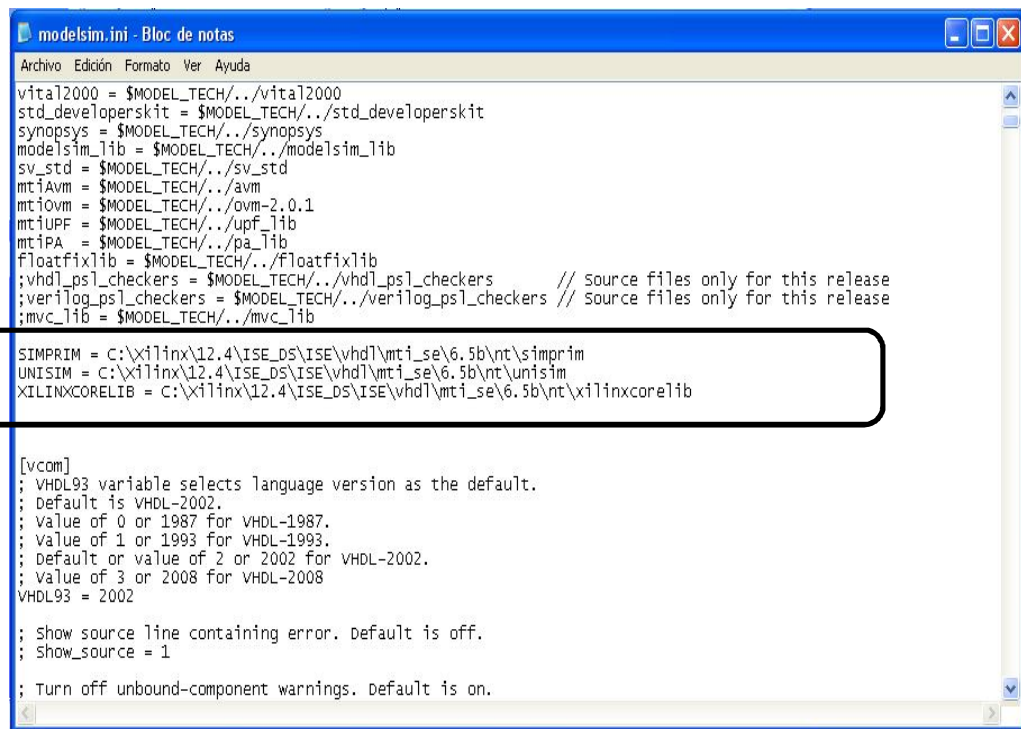 modelsim.ini - Bloc de notas
Archivo Edición Formato Ver Ayuda
vital2000 = $MODEL_TECH/../vital2000
std_developerskit = $MODEL_TECH/../std_developerskit
synopsys = $MODEL_TECH/../synopsys
modelsim_lib = $MODEL_TECH/../modelsim_lib
sv_std = $MODEL_TECH/../sv_std
mtiAvm = $MODEL_TECH/../avm
mtiOvm = $MODEL_TECH/../ovm-2.0.1
mtiUPF = $MODEL_TECH/../upf_lib
mtiPA  = $MODEL_TECH/../pa_lib
floatfixlib = $MODEL_TECH/../floatfixlib
;vhdl_psl_checkers = $MODEL_TECH/../vhdl_psl_checkers       // Source files only for this release
;verilog_psl_checkers = $MODEL_TECH/../verilog_psl_checkers // Source files only for this release
;mvc_lib = $MODEL_TECH/../mvc_lib
SIMPRIM = C:\Xilinx\12.4\ISE_DS\ISE\vhdl\mti_se\6.5b\nt\simprim
UNISIM = C:\Xilinx\12.4\ISE_DS\ISE\vhdl\mti_se\6.5b\nt\unisim
XILINXCORELIB = C:\Xilinx\12.4\ISE_DS\ISE\vhdl\mti_se\6.5b\nt\xilinxcorelib
[vcom]
; VHDL93 variable selects language version as the default.
; Default is VHDL-2002.
; Value of 0 or 1987 for VHDL-1987.
; Value of 1 or 1993 for VHDL-1993.
; Default or value of 2 or 2002 for VHDL-2002.
; Value of 3 or 2008 for VHDL-2008
VHDL93 = 2002
; Show source line containing error. Default is off.
; Show_source = 1
; Turn off unbound-component warnings. Default is on.